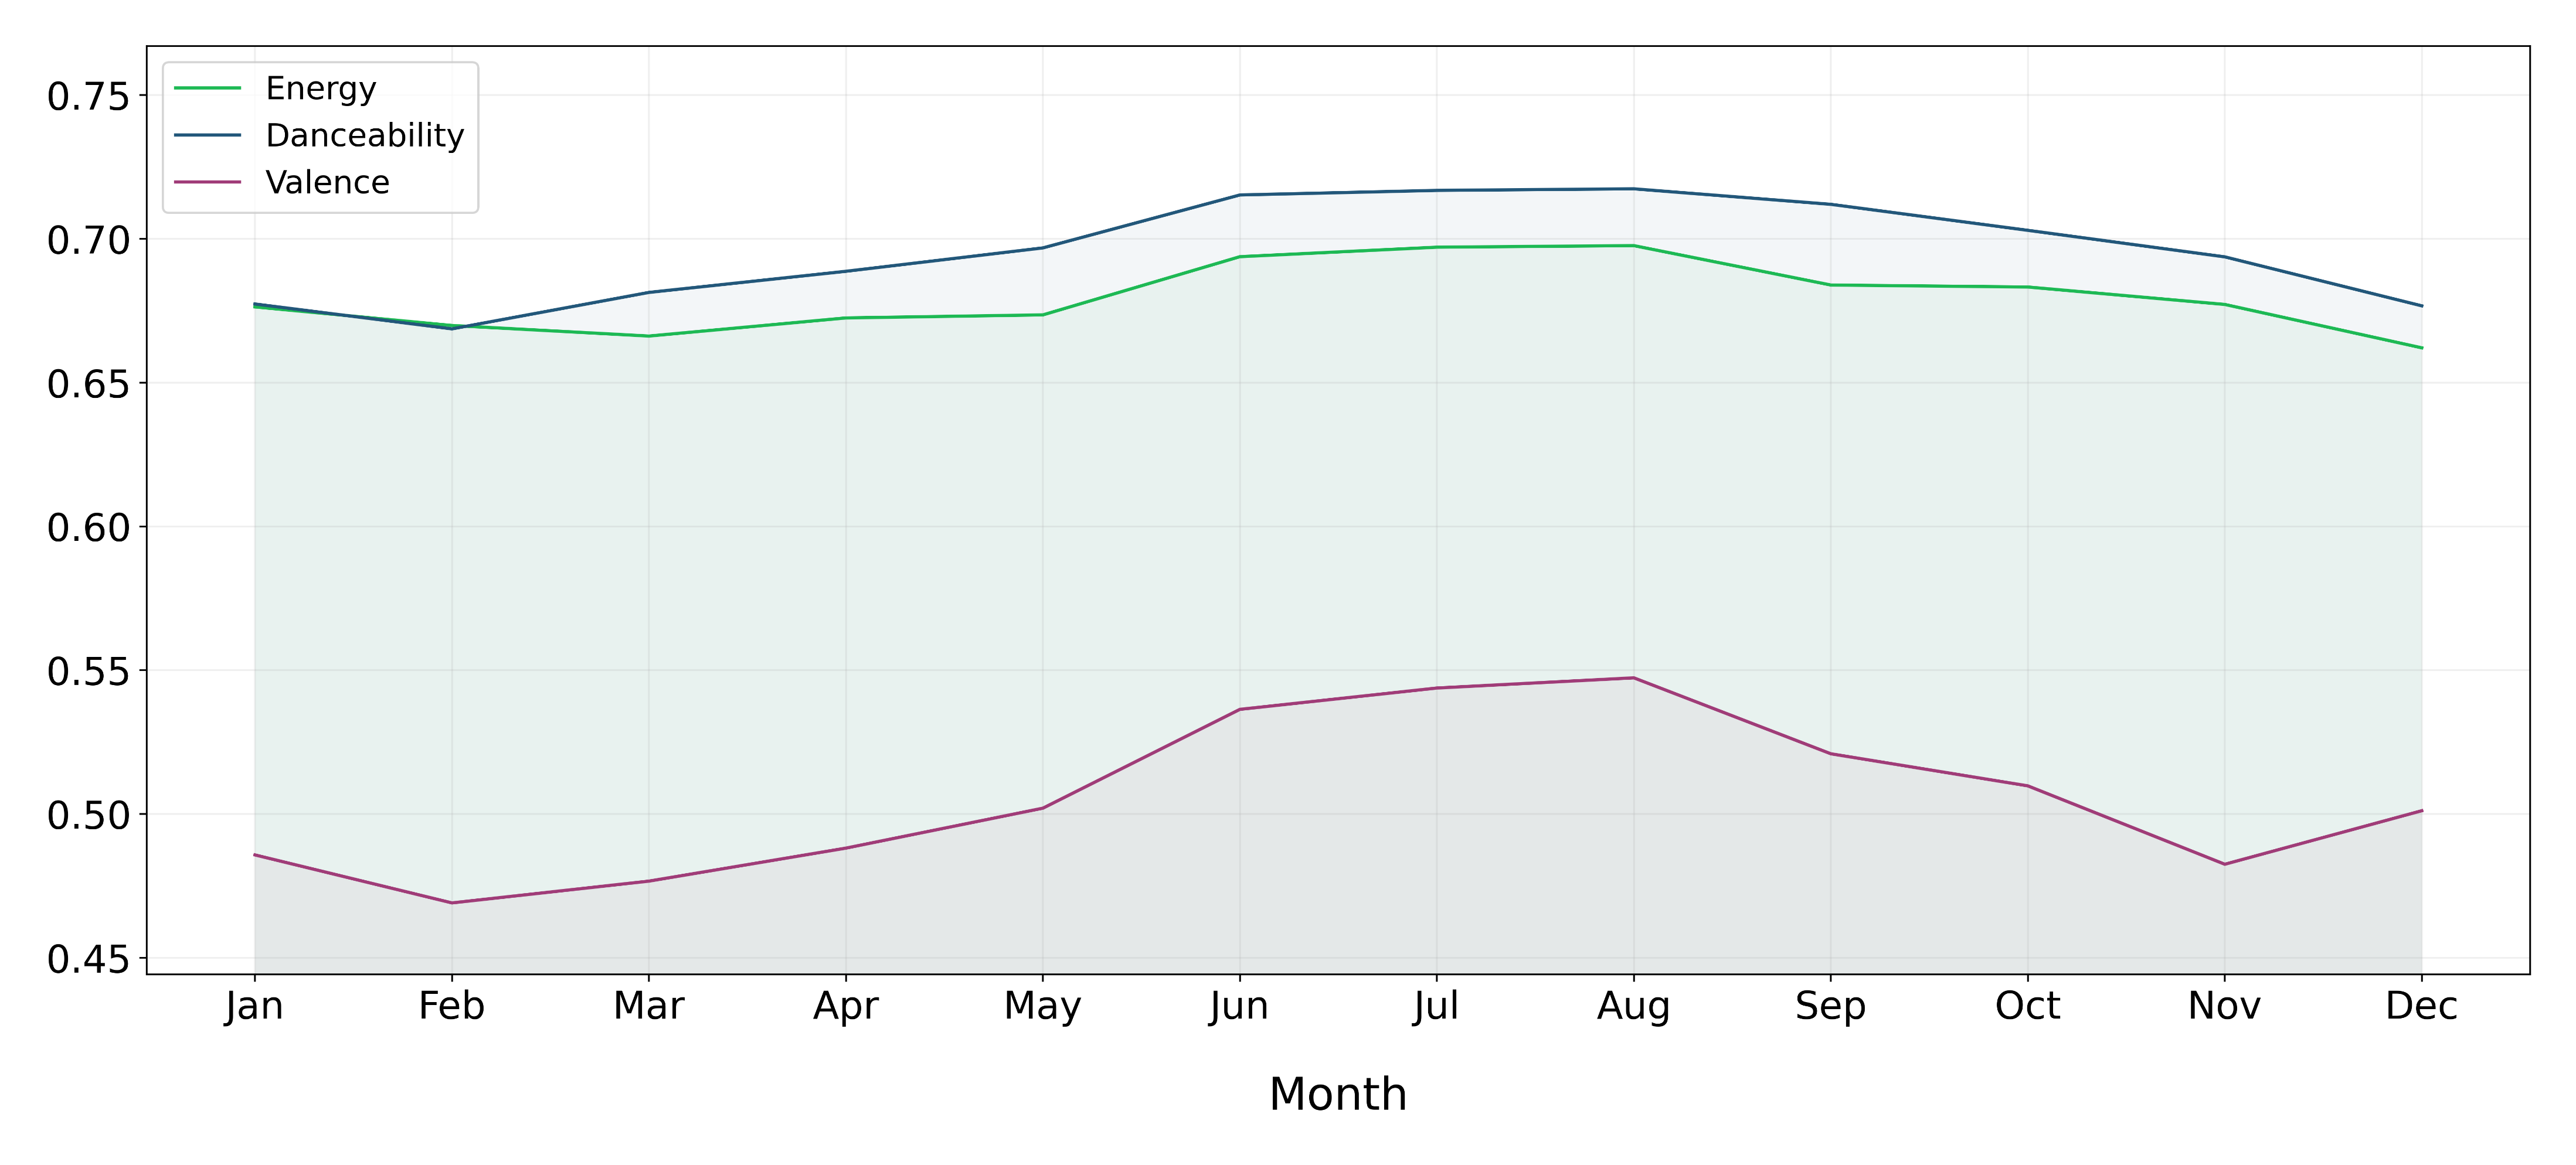 Energy
Danceability
Valence
0.75
0.70
0.65
0.60
0.55
0.50
0.45
Jan Feb Mar Apr May Jun Jul Aug Sep Oct Nov Dec
Month